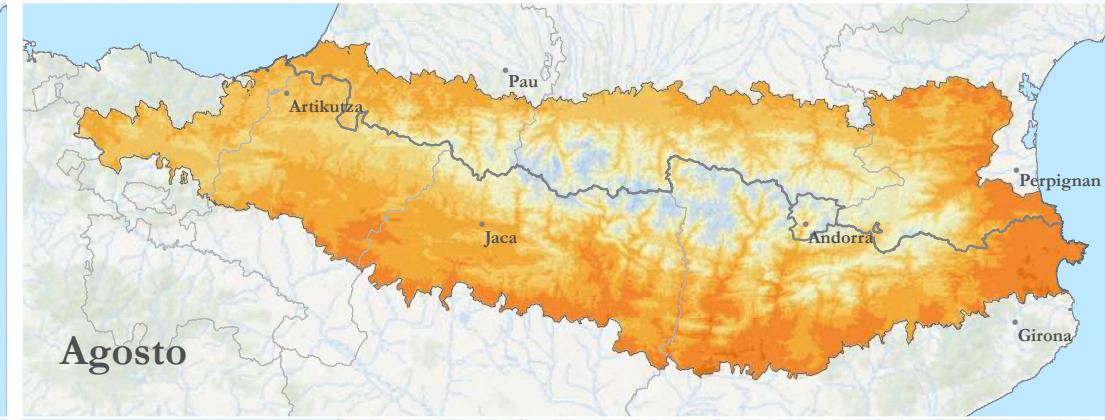 Pau
Artikutza
Perpignan
Jaca
Andorra
Girona
Agosto